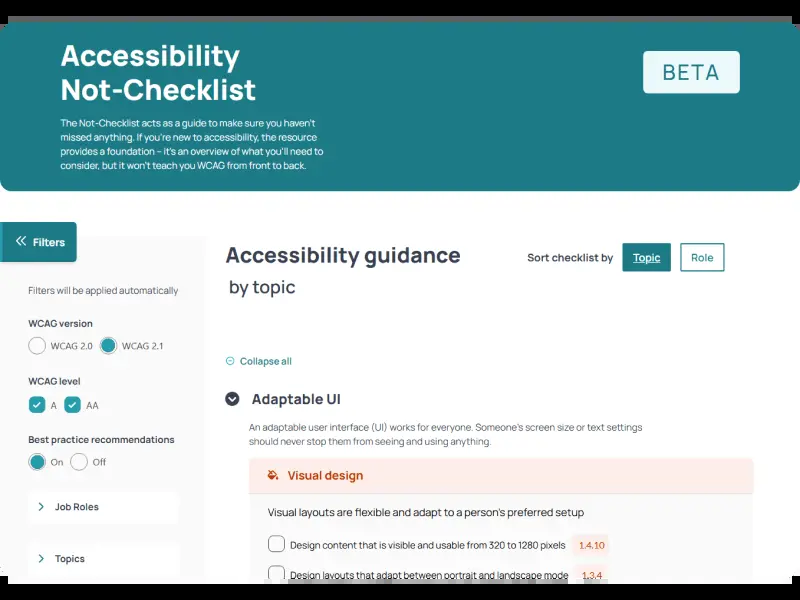 Accessibility
Not-Checklist
BETA
The Not-Checklist acts as a guide to make sure you haven't
missed anything. If you're new to accessibility, the resource
provides a foundation – it's an overview of what you'll need to
consider, but it won't teach you WCAG from front to back.
Filters
Filters will be applied automatically
WCAG version
WCAG 2.0 WCAG 2.1
WCAG level
A AA
Best practice recommendations
On Off
Job Roles
Topics
Accessibility guidance
by topic
Sort checklist by Topic Role
Collapse all
Adaptable UI
An adaptable user interface (UI) works for everyone. Someone's screen size or text settings
should never stop them from seeing and using anything.
Visual design
Visual layouts are flexible and adapt to a person's preferred setup
Design content that is visible and usable from 320 to 1280 pixels 1.4.10
Design layouts that adapt between portrait and landscape mode 1.3.4